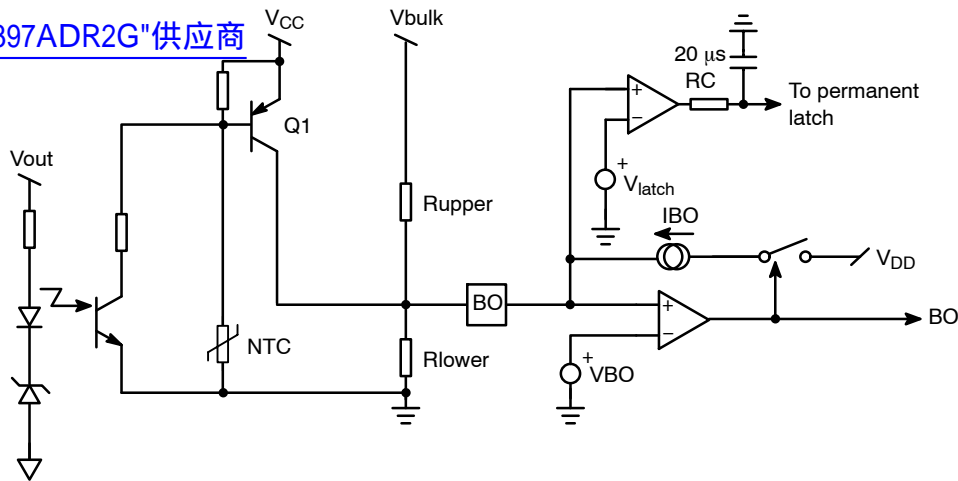 897ADR2G"供应商
VCC
Vbulk
20 μs
RC
To permanent
latch
Q1
Vout
Vlatch
Rupper
IBO
VDD
BO
BO
NTC
Rlower
VBO